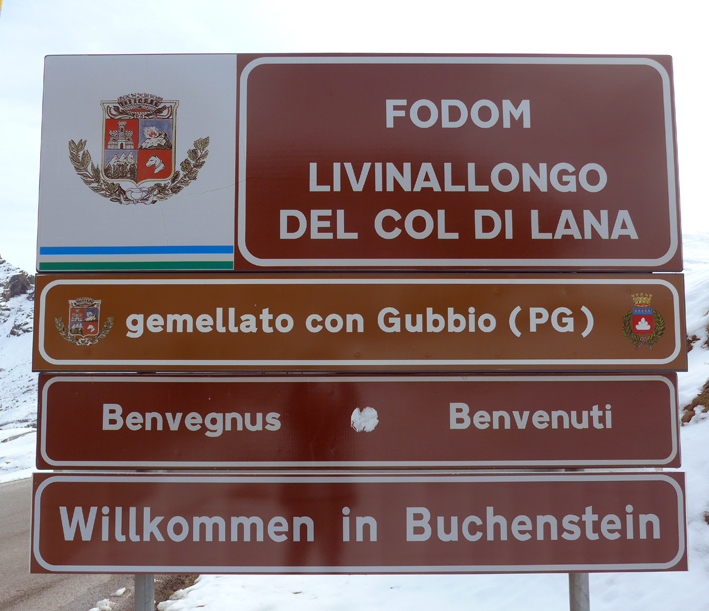 FODOM
LIVINALLONGO
DEL COL DI LANA
gemellato con Gubbio (PG)
Benvegnus Benvenuti
Willkommen in Buchenstein